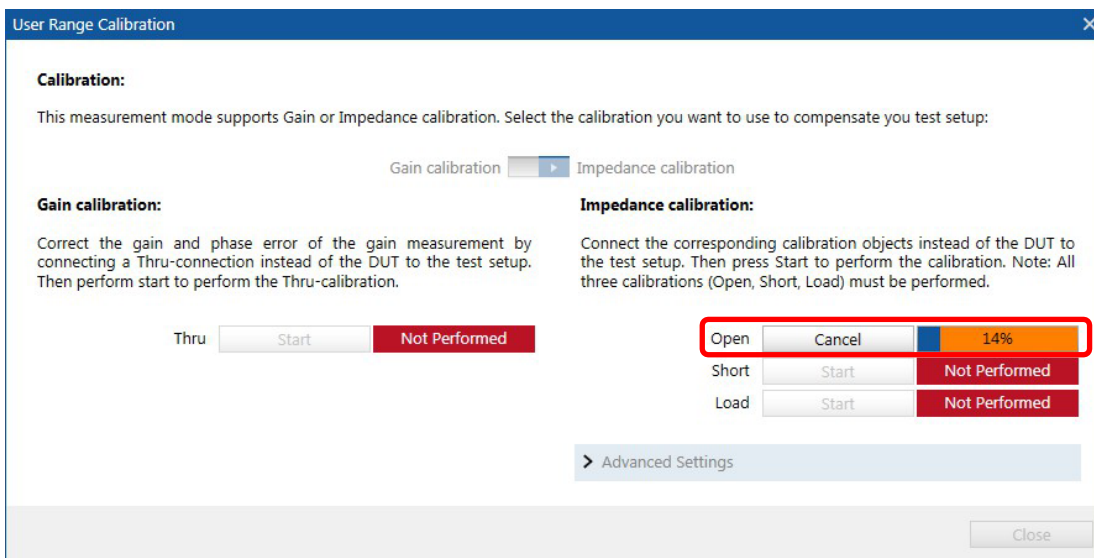 User Range Calibration
Calibration:
This measurement mode supports Gain or Impedance calibration. Select the calibration you want to use to compensate you test setup:
Gain calibration Impedance calibration
Gain calibration:
Correct the gain and phase error of the gain measurement by
connecting a Thru-connection instead of the DUT to the test setup.
Then perform start to perform the Thru-calibration.
Thru Start Not Performed
Impedance calibration:
Connect the corresponding calibration objects instead of the DUT to
the test setup. Then press Start to perform the calibration. Note: All
three calibrations (Open, Short, Load) must be performed.
Open Cancel 14%
Short Start Not Performed
Load Start Not Performed
Advanced Settings
Close